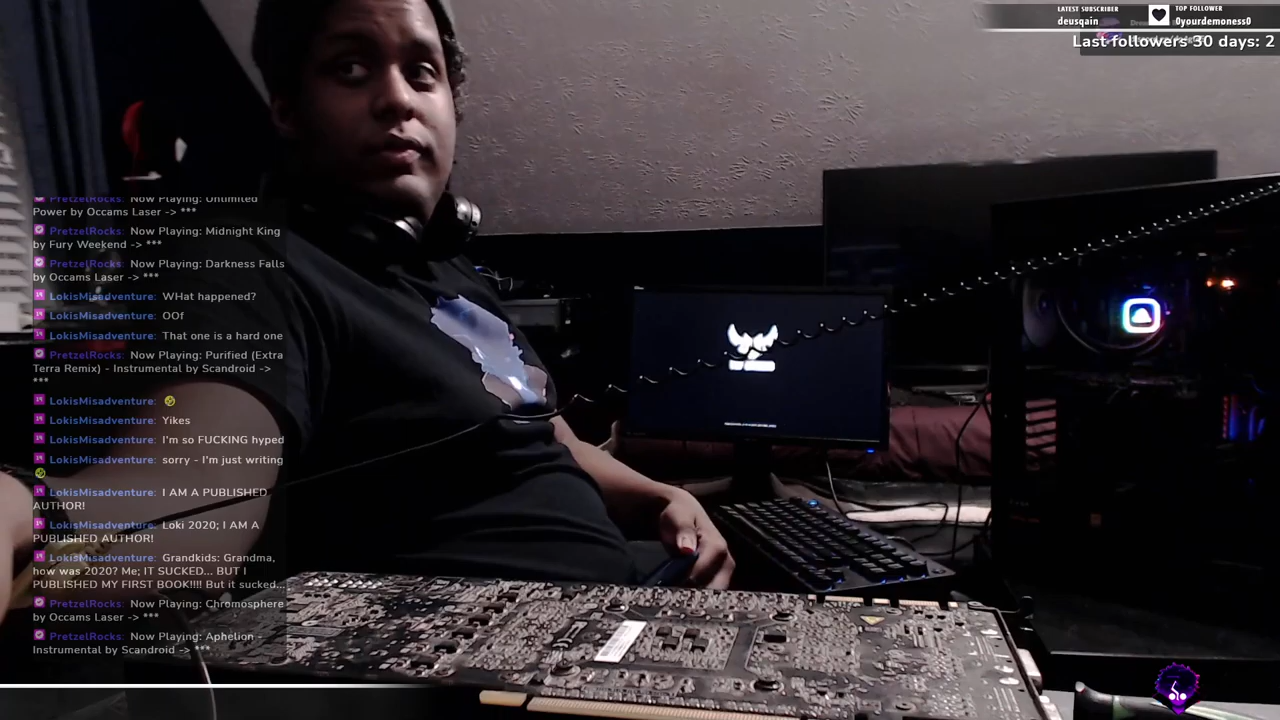 LATEST SUBSCRIBER
deusqain
TOP FOLLOWER
0yourdemoness0
Last followers 30 days: 2
PretzelRocks: Now Playing: Unlimited
Power by Occams Laser -> ***
PretzelRocks: Now Playing: Midnight King
by Fury Weekend -> ***
PretzelRocks: Now Playing: Darkness Falls
by Occams Laser -> ***
LokisMisadventure: WHat happened?
LokisMisadventure: OOf
LokisMisadventure: That one is a hard one
PretzelRocks: Now Playing: Purified (Extra
Terra Remix) - Instrumental by Scandroid ->
***
LokisMisadventure:
LokisMisadventure: Yikes
LokisMisadventure: I'm so FUCKING hyped
LokisMisadventure: sorry - I'm just writing
LokisMisadventure: I AM A PUBLISHED
AUTHOR!
LokisMisadventure: Loki 2020; I AM A
PUBLISHED AUTHOR!
LokisMisadventure: Grandkids: Grandma,
how was 2020? Me; IT SUCKED... BUT I
PUBLISHED MY FIRST BOOK!!!! But it sucked...
PretzelRocks: Now Playing: Chromosphere
by Occams Laser -> ***
PretzelRocks: Now Playing: Aphelion -
Instrumental by Scandroid -> ***